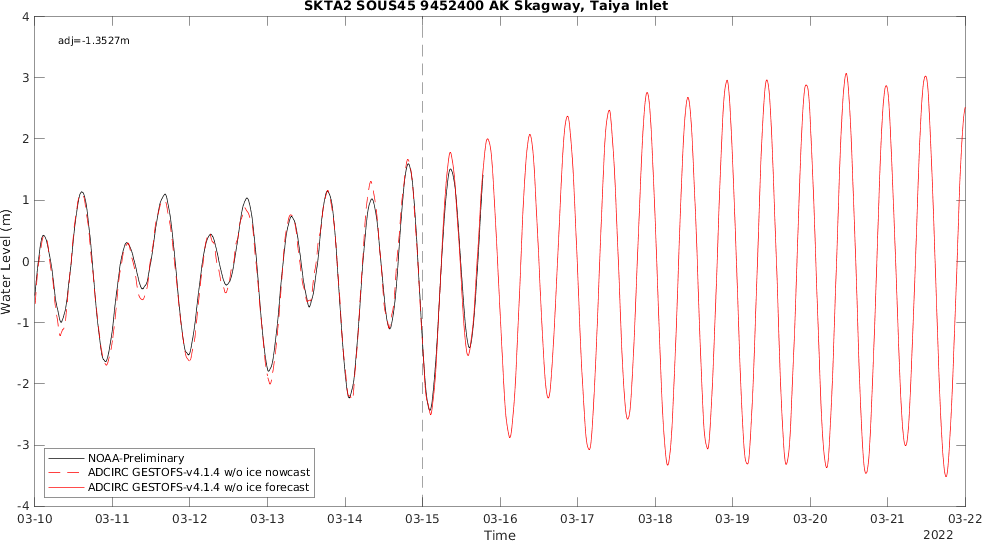 SKTA2 SOUS45 9452400 AK Skagway, Taiya Inlet
adj=-1.3527m
4
3
2
1
0
-1
-2
-3
-4
Water Level (m)
NOAA-Preliminary
ADCIRC GESTOFS-v4.1.4 w/o ice nowcast
ADCIRC GESTOFS-v4.1.4 w/o ice forecast
03-10 03-11 03-12 03-13 03-14 03-15 03-16 03-17 03-18 03-19 03-20 03-21 03-22
Time
2022